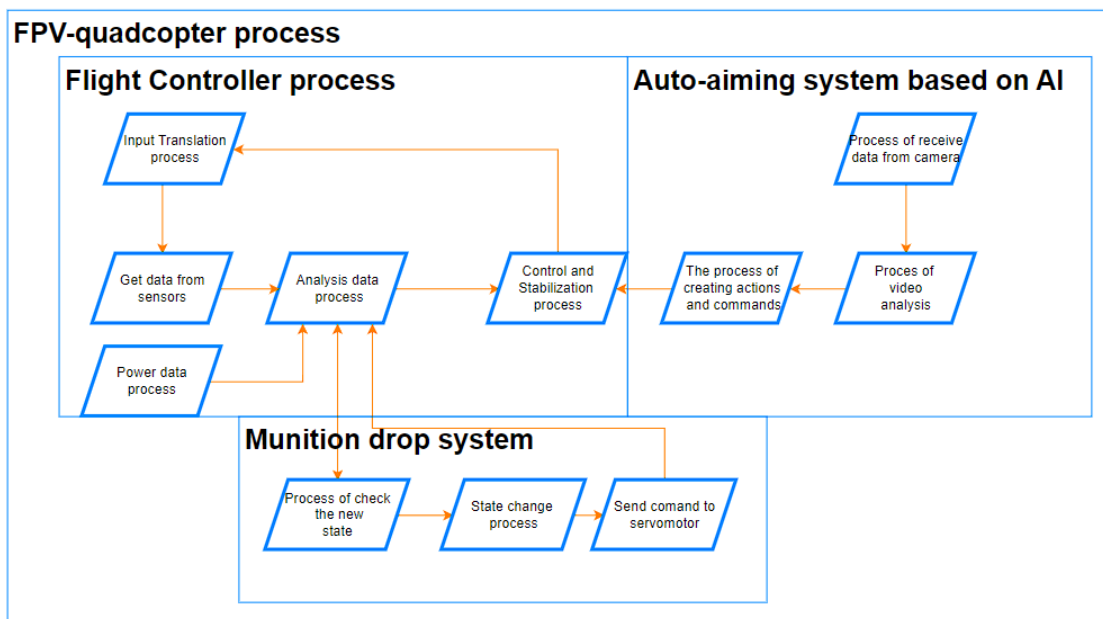 FPV-quadcopter process
Flight Controller process
Auto-aiming system based on AI
Input Translation
process
Process of receive
data from camera
Get data from
sensors
Analysis data
process
Control and
Stabilization
process
The process of
creating actions
and commands
Proces of
video
analysis
Power data
process
Munition drop system
Process of check
the new
state
State change
process
Send comand to
servomotor